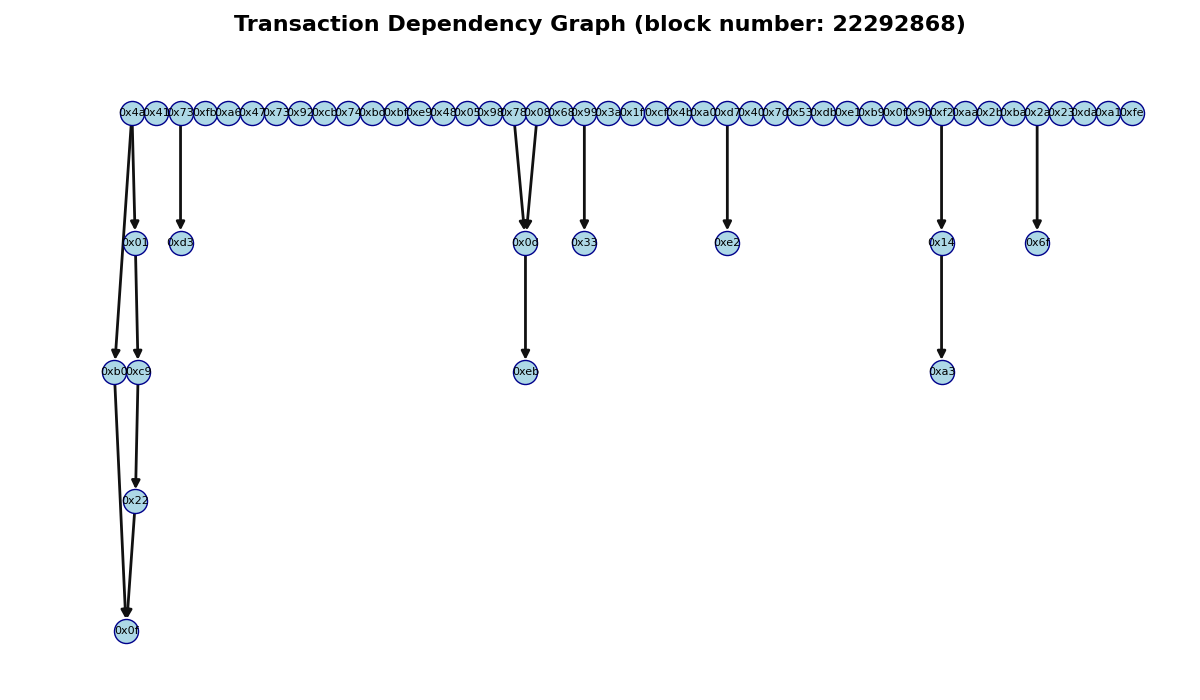 Transaction Dependency Graph (block number: 22292868)
0x4a 0x41 0x73 0xfb 0xa6 0x47 0x73 0x92 0xcb 0x74 0xbd 0xbf 0xe9 0x48 0x05 0x98 0x78 0x08 0x68 0x99 0x3a 0x1f 0xcf 0x4b 0xa0 0xd7 0x40 0x7d 0x53 0xdb 0xe1 0xb9 0x0f 0x9b 0xf2 0xaa 0x2b 0xba 0x2a 0x23 0xda 0xa1 0xfe
0x01 0xd3 0x0d 0x33 0xe2 0x14 0x6f
0xb0 0xc9 0xeb 0xa3
0x22
0x0f